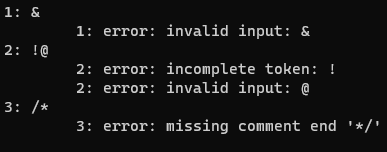 1: &
1: error: invalid input: &
2: !@
2: error: incomplete token: !
2: error: invalid input: @
3: /*
3: error: missing comment end '*/'